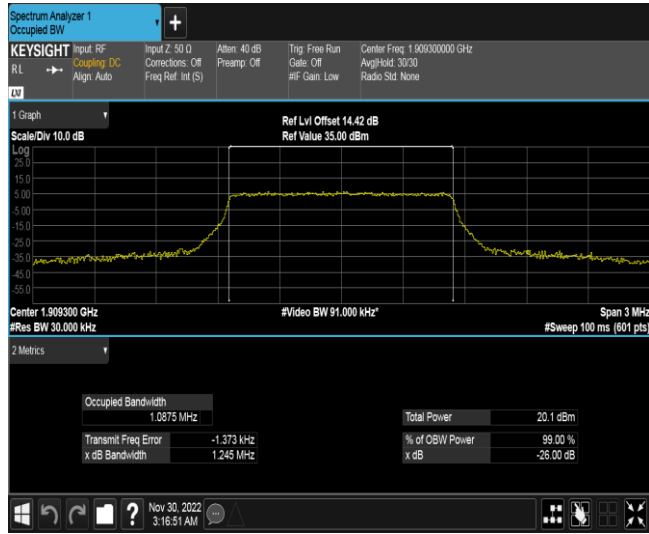 Spectrum Analyzer 1
Occupied BW
+
KEYSIGHT Input: RF Input Z: 50 Ω Atten: 40 dB Trig: Free Run Center Freq: 1.909300000 GHz
RL Coupling: DC Corrections: Off Preamp: Off Gate: Off Avg|Hold: 30/30
Align: Auto Freq Ref: Int (S) #IF Gain: Low Radio Std: None
LXI
1 Graph
Ref Lvl Offset 14.42 dB
Scale/Div 10.0 dB Ref Value 35.00 dBm
Log
25.0
15.0
5.00
-5.00
-15.0
-25.0
-35.0
-45.0
-55.0
Center 1.909300 GHz #Video BW 91.000 kHz* Span 3 MHz
#Res BW 30.000 kHz #Sweep 100 ms (601 pts)
2 Metrics
Occupied Bandwidth
1.0875 MHz Total Power 20.1 dBm
Transmit Freq Error -1.373 kHz % of OBW Power 99.00 %
x dB Bandwidth 1.245 MHz x dB -26.00 dB
? Nov 30, 2022
3:16:51 AM